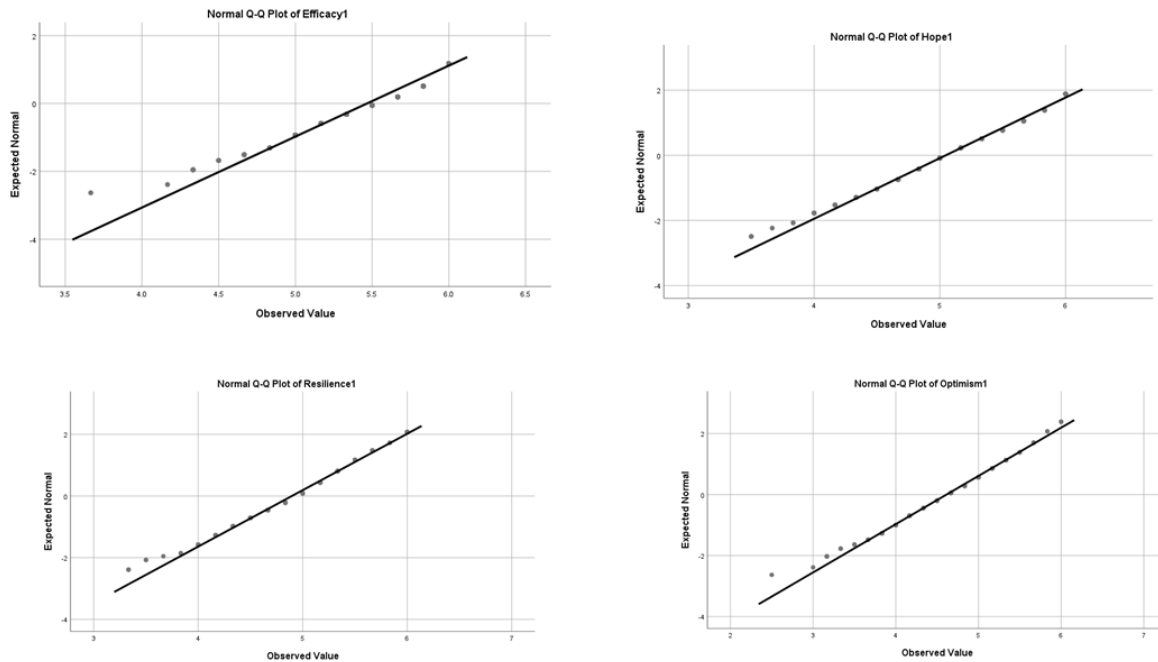 Normal Q-Q Plot of Efficacy1
Expected Normal
2
0
-2
-4
3.5 4.0 4.5 5.0 5.5 6.0 6.5
Observed Value
Normal Q-Q Plot of Hope1
Expected Normal
2
0
-2
-4
3 4 5 6
Observed Value
Normal Q-Q Plot of Resilience1
Expected Normal
2
0
-2
-4
3 4 5 6 7
Observed Value
Normal Q-Q Plot of Optimism1
Expected Normal
2
0
-2
-4
2 3 4 5 6 7
Observed Value